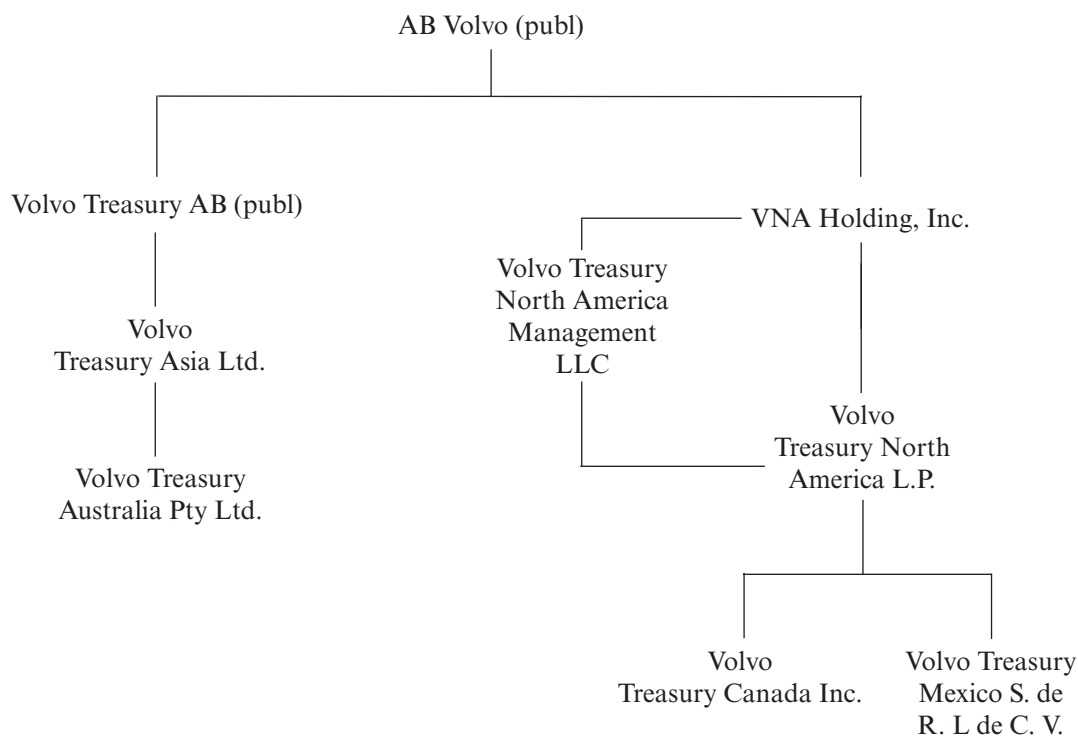 AB Volvo (publ)
Volvo Treasury AB (publ)
VNA Holding, Inc.
Volvo Treasury
North America
Management
LLC
Volvo
Treasury Asia Ltd.
Volvo
Treasury North
America L.P.
Volvo Treasury
Australia Pty Ltd.
Volvo
Treasury Canada Inc.
Volvo Treasury
Mexico S. de
R. L de C. V.